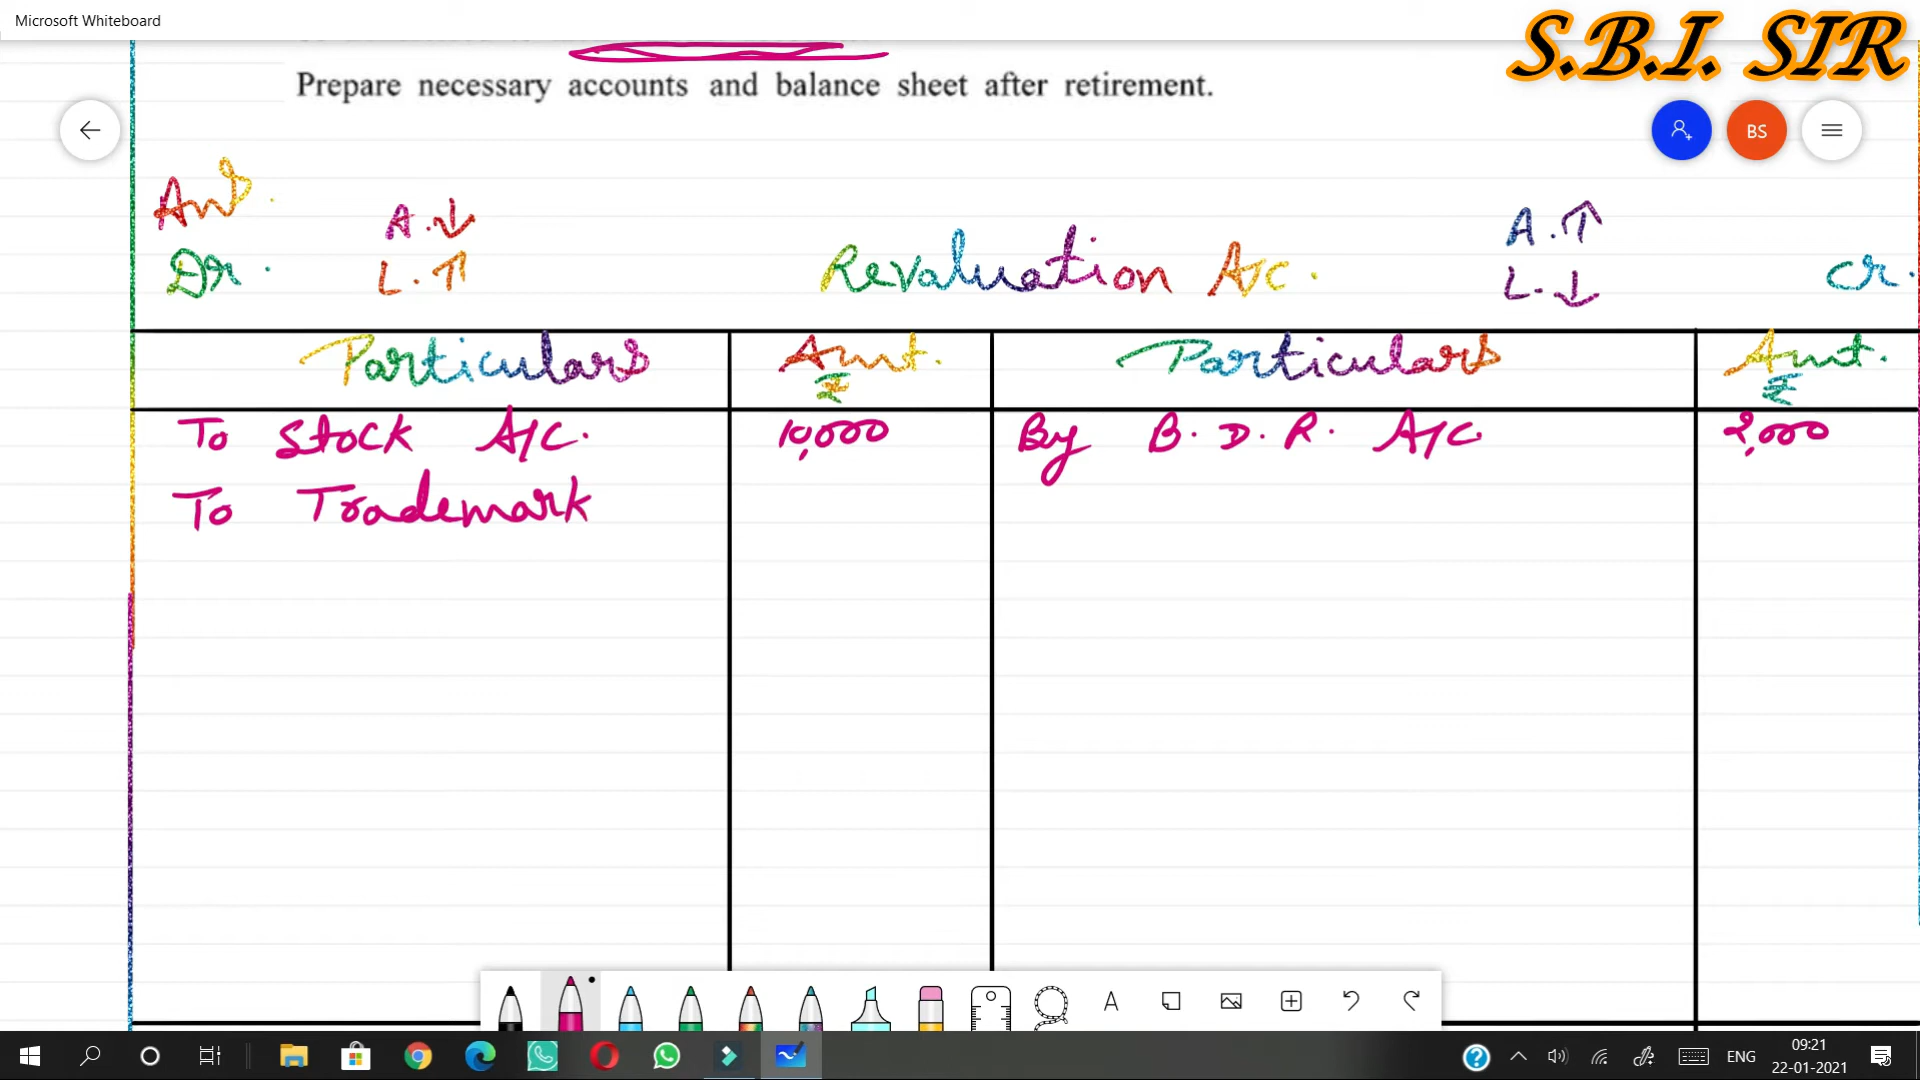 Microsoft Whiteboard
S.B.I. SIR
Prepare necessary accounts and balance sheet after retirement.
BS
Ans.
A.↓ A.↑
Dr. L.↑ Revaluation A/c. L.↓ Cr.
Particulars Amt. ₹ Particulars Amt. ₹
To Stock A/C. 10,000 By B.D.R. A/C 2,000
To Trademark
A
ENG
09:21
22-01-2021